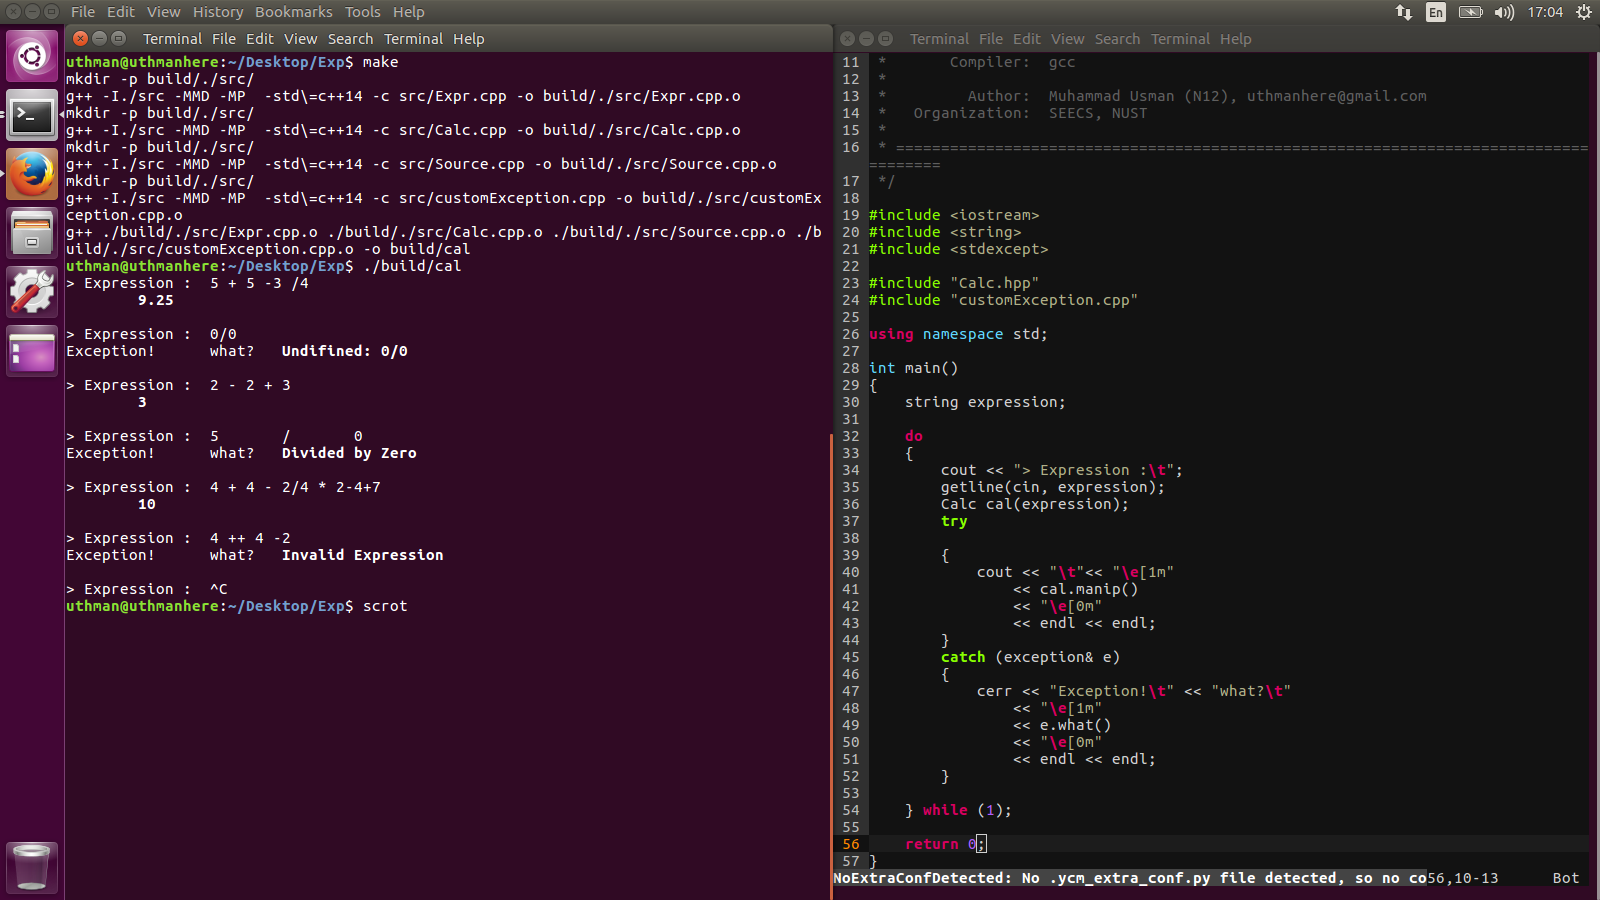 File Edit View History Bookmarks Tools Help En 17:04
Terminal File Edit View Search Terminal Help
uthman@uthmanhere:~/Desktop/Exp$ make
mkdir -p build/./src/
g++ -I./src -MMD -MP  -std\=c++14 -c src/Expr.cpp -o build/./src/Expr.cpp.o
mkdir -p build/./src/
g++ -I./src -MMD -MP  -std\=c++14 -c src/Calc.cpp -o build/./src/Calc.cpp.o
mkdir -p build/./src/
g++ -I./src -MMD -MP  -std\=c++14 -c src/Source.cpp -o build/./src/Source.cpp.o
mkdir -p build/./src/
g++ -I./src -MMD -MP  -std\=c++14 -c src/customException.cpp -o build/./src/customEx
ception.cpp.o
g++ ./build/./src/Expr.cpp.o ./build/./src/Calc.cpp.o ./build/./src/Source.cpp.o ./b
uild/./src/customException.cpp.o -o build/cal
uthman@uthmanhere:~/Desktop/Exp$ ./build/cal
> Expression :  5 + 5 -3 /4
        9.25
> Expression :  0/0
Exception!      what?   Undifined: 0/0
> Expression :  2 - 2 + 3
        3
> Expression :  5       /       0
Exception!      what?   Divided by Zero
> Expression :  4 + 4 - 2/4 * 2-4+7
        10
> Expression :  4 ++ 4 -2
Exception!      what?   Invalid Expression
> Expression :  ^C
uthman@uthmanhere:~/Desktop/Exp$ scrot
Terminal File Edit View Search Terminal Help
11  *       Compiler:  gcc
12  *
13  *         Author:  Muhammad Usman (N12), uthmanhere@gmail.com
14  *   Organization:  SEECS, NUST
15  *
16  * =============================================================================
========
17  */
18
19 #include <iostream>
20 #include <string>
21 #include <stdexcept>
22
23 #include "Calc.hpp"
24 #include "customException.cpp"
25
26 using namespace std;
27
28 int main()
29 {
30     string expression;
31
32     do
33     {
34         cout << "> Expression :\t";
35         getline(cin, expression);
36         Calc cal(expression);
37         try
38
39         {
40             cout << "\t"<< "\e[1m"
41                 << cal.manip()
42                 << "\e[0m"
43                 << endl << endl;
44         }
45         catch (exception& e)
46         {
47             cerr << "Exception!\t" << "what?\t"
48                 << "\e[1m"
49                 << e.what()
50                 << "\e[0m"
51                 << endl << endl;
52         }
53
54     } while (1);
55
56     return 0;
57 }
NoExtraConfDetected: No .ycm_extra_conf.py file detected, so no co56,10-13      Bot